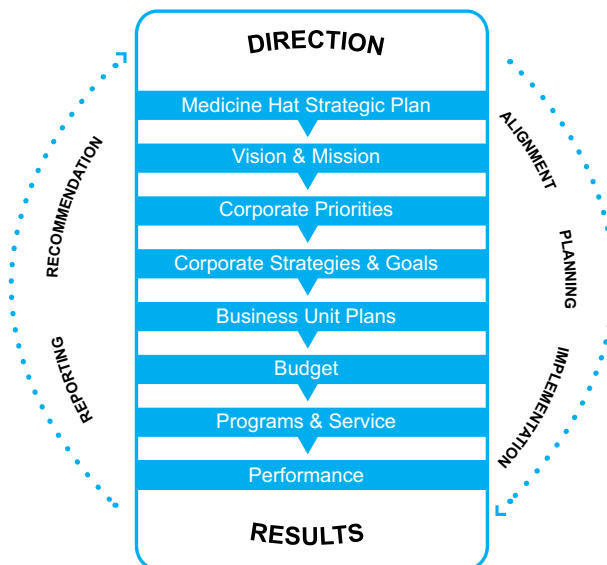 DIRECTION
Medicine Hat Strategic Plan
Vision & Mission
Corporate Priorities
Corporate Strategies & Goals
Business Unit Plans
Budget
Programs & Service
Performance
RESULTS
ALIGNMENT
PLANNING
IMPLEMENTATION
REPORTING
RECOMMENDATION